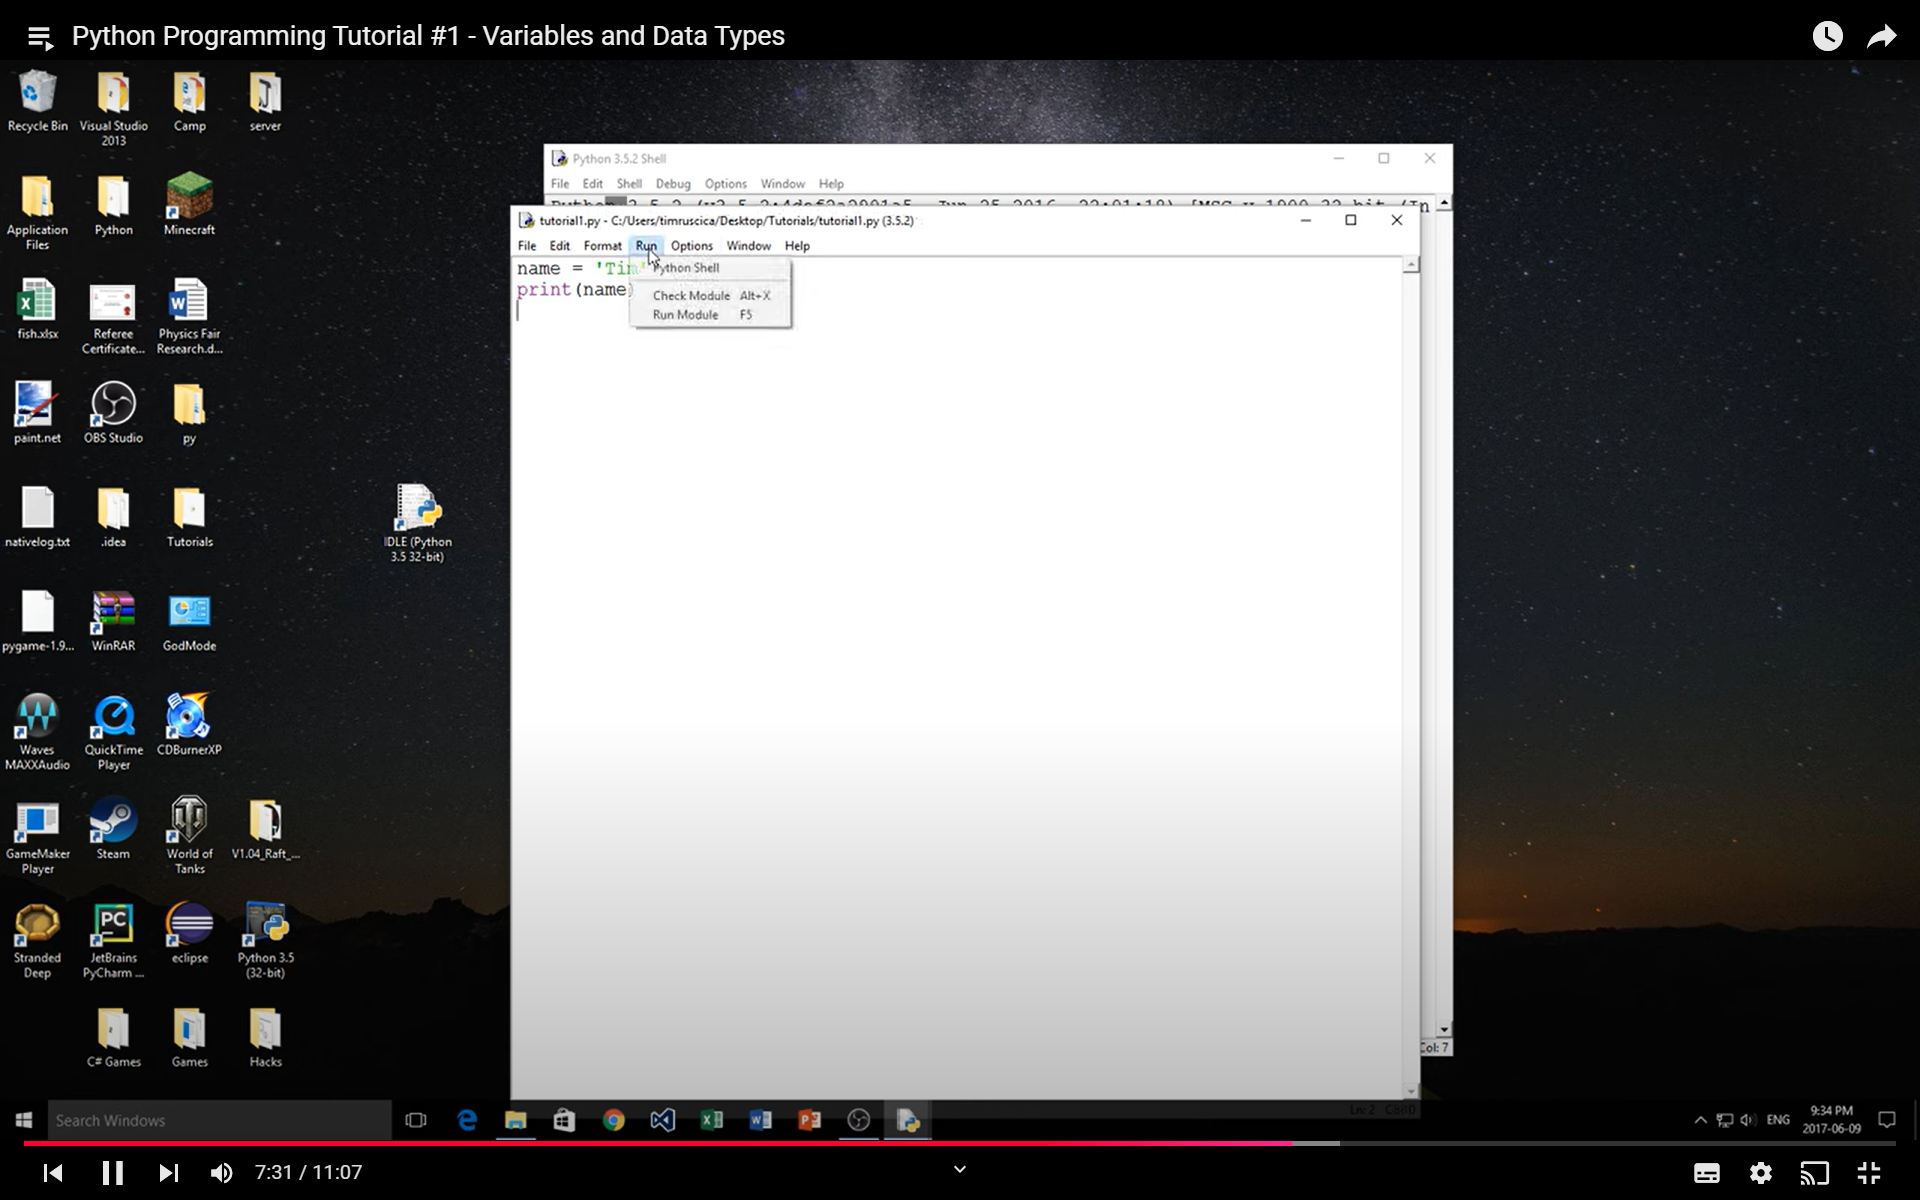 Python Programming Tutorial #1 - Variables and Data Types
Recycle Bin
Visual Studio
2013
Camp
server
Application
Files
Python
Minecraft
fish.xlsx
Referee
Certificate...
Physics Fair
Research.d...
paint.net
OBS Studio
py
nativelog.txt
.idea
Tutorials
IDLE (Python
3.5 32-bit)
pygame-1.9...
WinRAR
GodMode
Waves
MAXXAudio
QuickTime
Player
CDBurnerXP
GameMaker
Player
Steam
World of
Tanks
V1.04_Raft_...
Stranded
Deep
JetBrains
PyCharm ...
eclipse
Python 3.5
(32-bit)
C# Games
Games
Hacks
Python 3.5.2 Shell
File Edit Shell Debug Options Window Help
tutorial1.py - C:/Users/timruscica/Desktop/Tutorials/tutorial1.py (3.5.2)
File Edit Format Run Options Window Help
name = 'Tim'
print(name)
Python Shell
Check Module Alt+X
Run Module F5
Col: 7
Search Windows
ENG
9:34 PM
2017-06-09
7:31 / 11:07